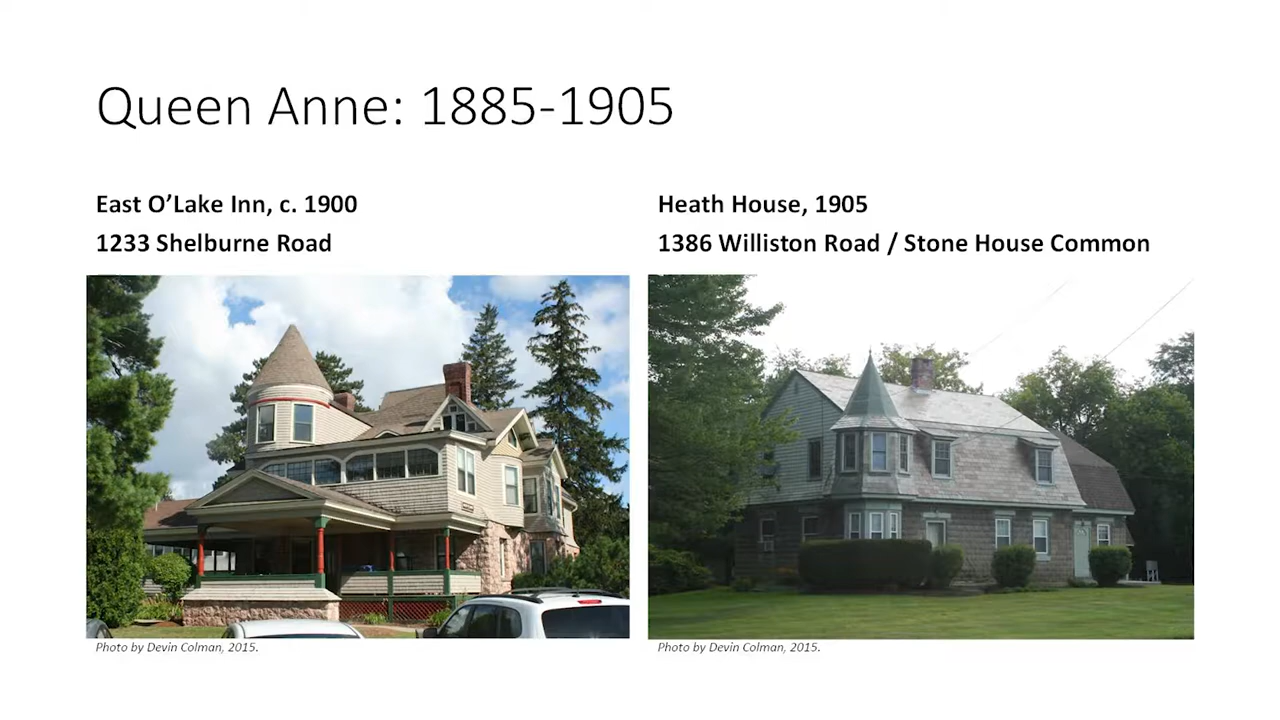 Queen Anne: 1885-1905
East O’Lake Inn, c. 1900
1233 Shelburne Road
Photo by Devin Colman, 2015.
Heath House, 1905
1386 Williston Road / Stone House Common
Photo by Devin Colman, 2015.